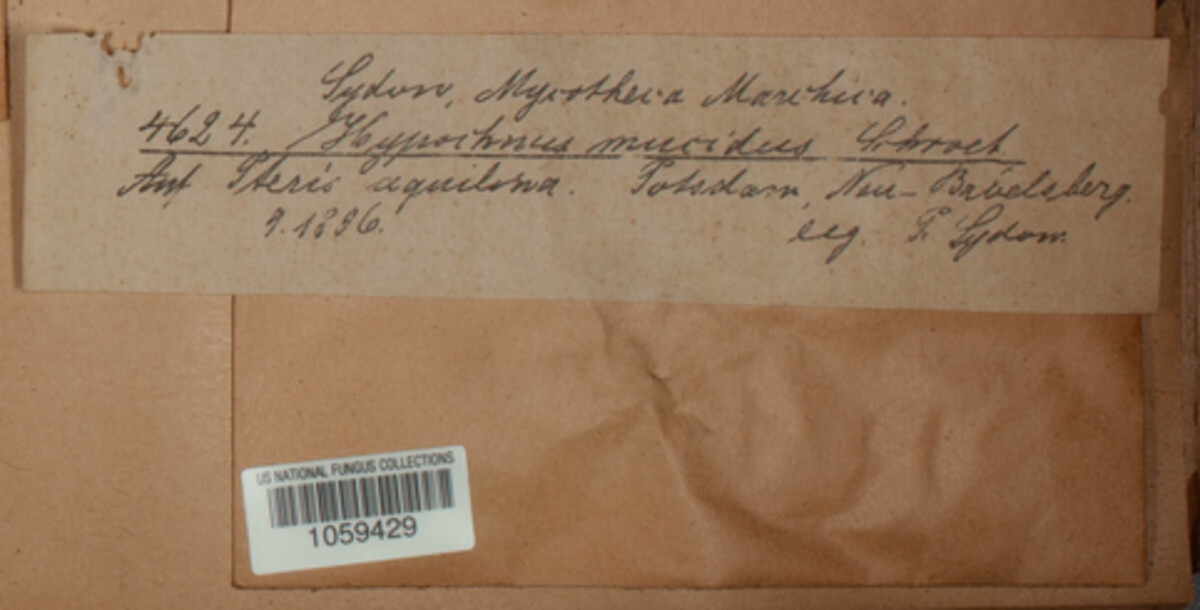 Sydow, Mycotheca Marchica.
4624. Hypochnus mucidus Schroet.
Auf Pteris aquilina. Potsdam, Neu-Babelsberg.
9. 1896. leg. P. Sydow.
US NATIONAL FUNGUS COLLECTIONS
1059429